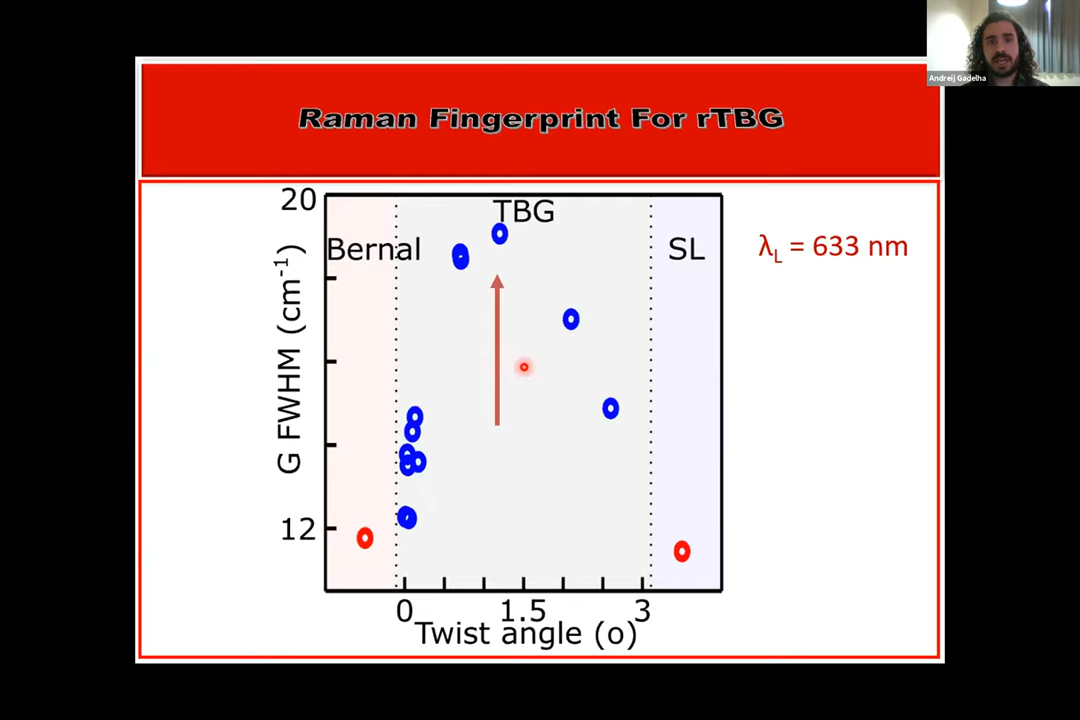 Andreij Gadelha
Raman Fingerprint For rTBG
20
TBG
Bernal
SL
λL = 633 nm
G FWHM (cm-1)
12
0
1.5
3
Twist angle (o)